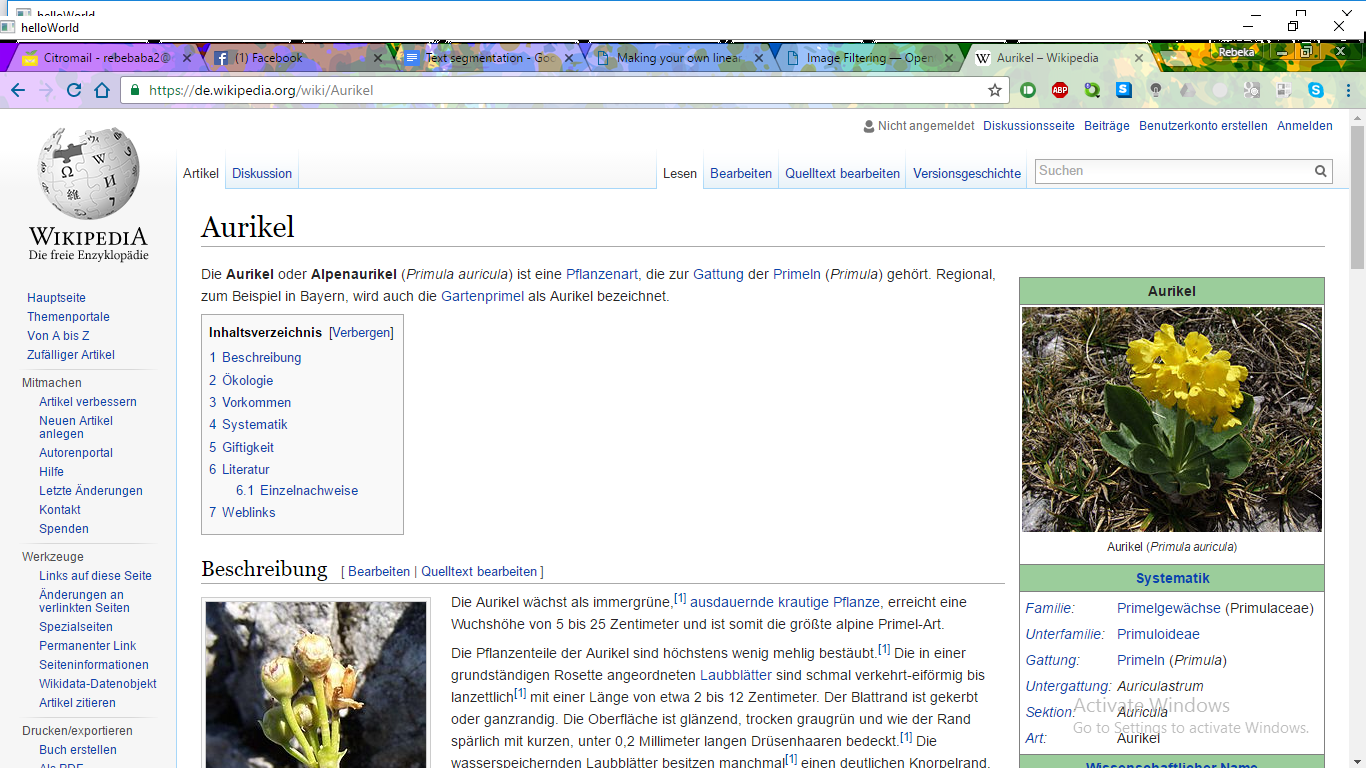 helloWorld
helloWorld
Citromail - rebebaba2@
(1) Facebook
Text segmentation - Goo
Making your own linear
Image Filtering — Open
Aurikel – Wikipedia
Rebeka
https://de.wikipedia.org/wiki/Aurikel
ABP
Nicht angemeldet Diskussionsseite Beiträge Benutzerkonto erstellen Anmelden
Artikel Diskussion Lesen Bearbeiten Quelltext bearbeiten Versionsgeschichte Suchen
WIKIPEDIA
Die freie Enzyklopädie
Hauptseite
Themenportale
Von A bis Z
Zufälliger Artikel
Mitmachen
Artikel verbessern
Neuen Artikel
anlegen
Autorenportal
Hilfe
Letzte Änderungen
Kontakt
Spenden
Werkzeuge
Links auf diese Seite
Änderungen an
verlinkten Seiten
Spezialseiten
Permanenter Link
Seiteninformationen
Wikidata-Datenobjekt
Artikel zitieren
Drucken/exportieren
Buch erstellen
Als PDF
Aurikel
Die Aurikel oder Alpenaurikel (Primula auricula) ist eine Pflanzenart, die zur Gattung der Primeln (Primula) gehört. Regional,
zum Beispiel in Bayern, wird auch die Gartenprimel als Aurikel bezeichnet.
Inhaltsverzeichnis [Verbergen]
1 Beschreibung
2 Ökologie
3 Vorkommen
4 Systematik
5 Giftigkeit
6 Literatur
6.1 Einzelnachweise
7 Weblinks
Beschreibung [ Bearbeiten | Quelltext bearbeiten ]
Die Aurikel wächst als immergrüne,[1] ausdauernde krautige Pflanze, erreicht eine
Wuchshöhe von 5 bis 25 Zentimeter und ist somit die größte alpine Primel-Art.
Die Pflanzenteile der Aurikel sind höchstens wenig mehlig bestäubt.[1] Die in einer
grundständigen Rosette angeordneten Laubblätter sind schmal verkehrt-eiförmig bis
lanzettlich[1] mit einer Länge von etwa 2 bis 12 Zentimeter. Der Blattrand ist gekerbt
oder ganzrandig. Die Oberfläche ist glänzend, trocken graugrün und wie der Rand
spärlich mit kurzen, unter 0,2 Millimeter langen Drüsenhaaren bedeckt.[1] Die
wasserspeichernden Laubblätter besitzen manchmal[1] einen deutlichen Knorpelrand.
Aurikel
Aurikel (Primula auricula)
Systematik
Familie: Primelgewächse (Primulaceae)
Unterfamilie: Primuloideae
Gattung: Primeln (Primula)
Untergattung: Auriculastrum
Sektion: Auricula
Art: Aurikel
Wissenschaftlicher Name
Activate Windows
Go to Settings to activate Windows.